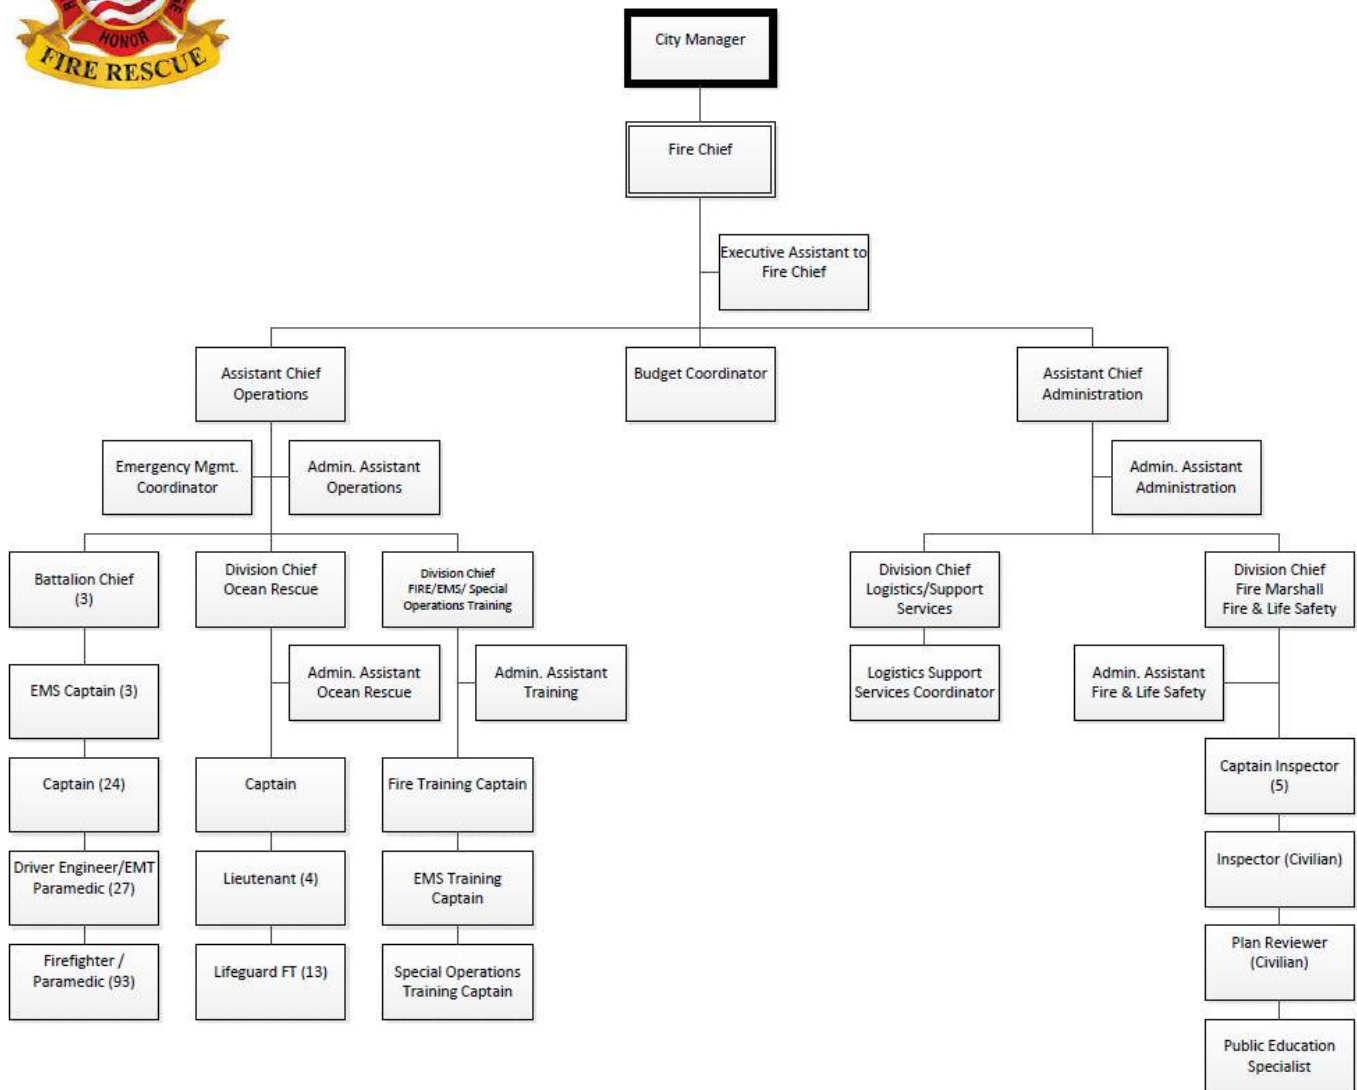 HONOR
FIRE RESCUE
City Manager
Fire Chief
Executive Assistant to
Fire Chief
Assistant Chief
Operations
Budget Coordinator
Assistant Chief
Administration
Emergency Mgmt.
Coordinator
Admin. Assistant
Operations
Admin. Assistant
Administration
Battalion Chief
(3)
Division Chief
Ocean Rescue
Division Chief
FIRE/EMS/ Special
Operations Training
Division Chief
Logistics/Support
Services
Division Chief
Fire Marshall
Fire & Life Safety
EMS Captain (3)
Admin. Assistant
Ocean Rescue
Admin. Assistant
Training
Logistics Support
Services Coordinator
Admin. Assistant
Fire & Life Safety
Captain (24)
Captain
Fire Training Captain
Captain Inspector
(5)
Driver Engineer/EMT
Paramedic (27)
Lieutenant (4)
EMS Training
Captain
Inspector (Civilian)
Firefighter /
Paramedic (93)
Lifeguard FT (13)
Special Operations
Training Captain
Plan Reviewer
(Civilian)
Public Education
Specialist